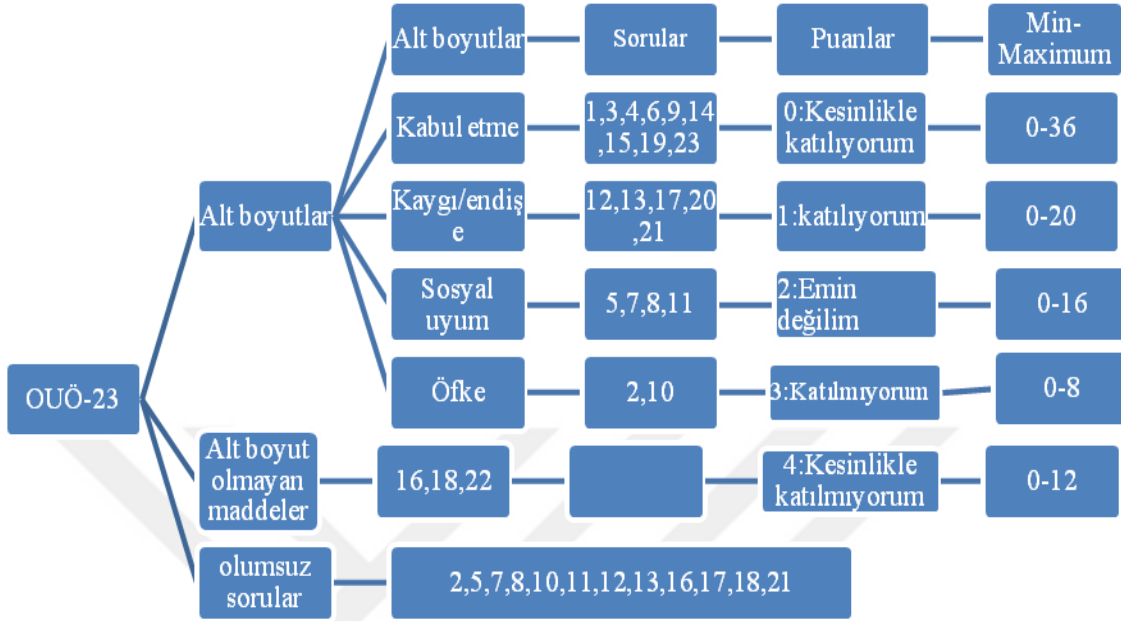 Alt boyutlar
Sorular
Puanlar
Min-
Maximum
Kabul etme
1,3,4,6,9,14
,15,19,23
0:Kesinlikle
katılıyorum
0-36
Alt boyutlar
Kaygı/endiş
e
12,13,17,20
,21
1:katılıyorum
0-20
Sosyal
uyum
5,7,8,11
2:Emin
değilim
0-16
OUÖ-23
Öfke
2,10
3:Katılmıyorum
0-8
Alt boyut
olmayan
maddeler
16,18,22
4:Kesinlikle
katılmıyorum
0-12
olumsuz
sorular
2,5,7,8,10,11,12,13,16,17,18,21